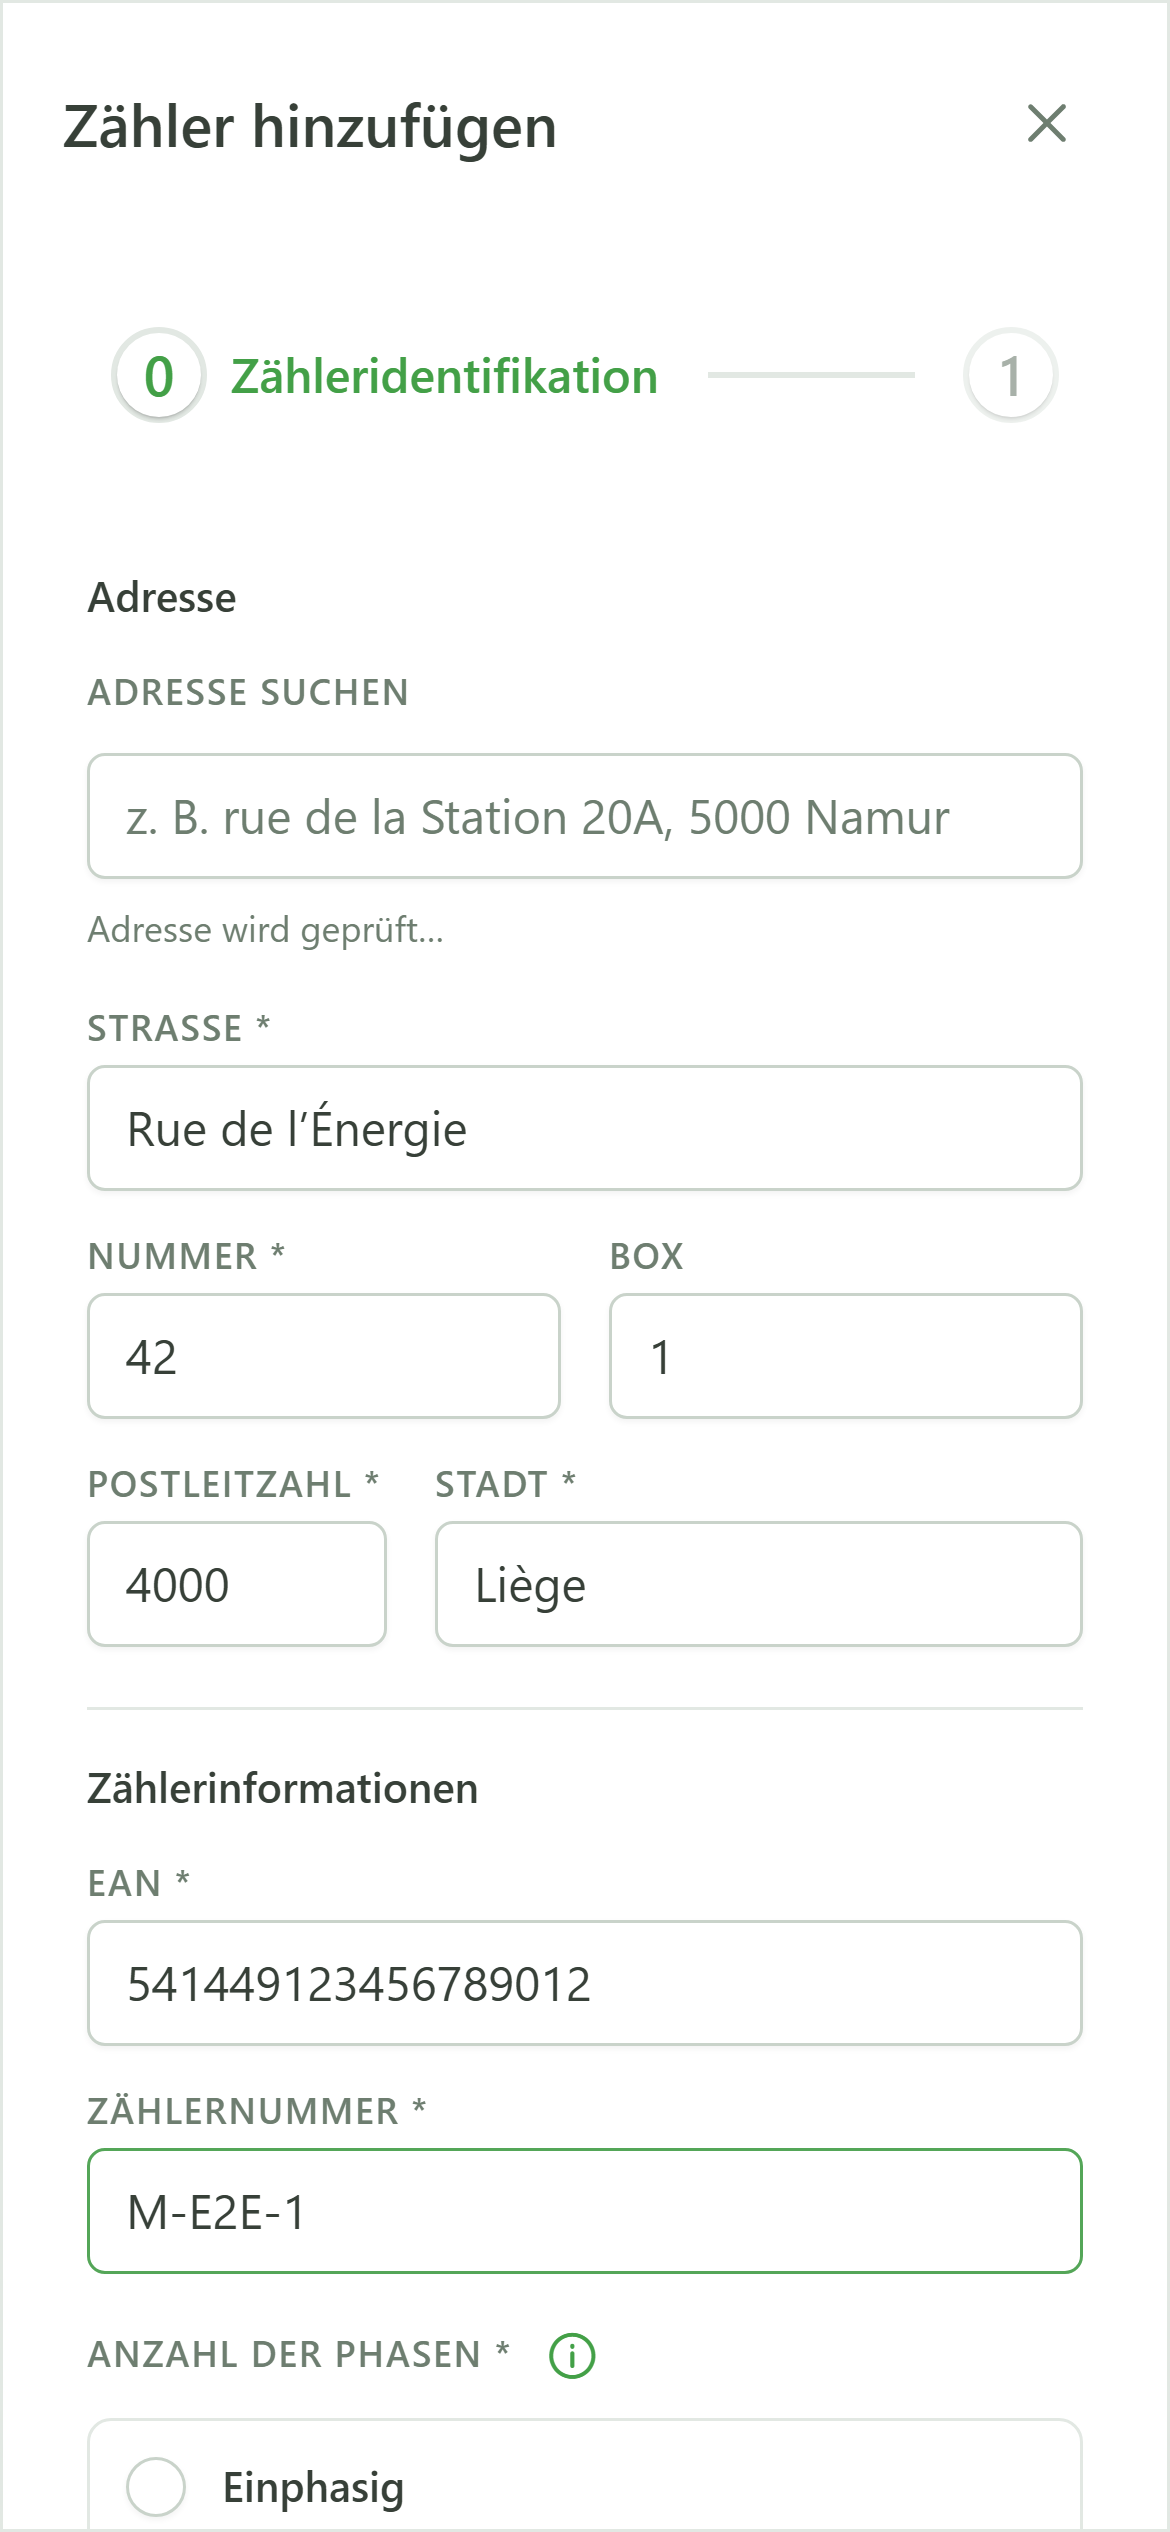 Zähler hinzufügen
0 Zähleridentifikation 1
Adresse
ADRESSE SUCHEN
z. B. rue de la Station 20A, 5000 Namur
Adresse wird geprüft...
STRASSE *
Rue de l’Énergie
NUMMER * BOX
42 1
POSTLEITZAHL * STADT *
4000 Liège
Zählerinformationen
EAN *
541449123456789012
ZÄHLERNUMMER *
M-E2E-1
ANZAHL DER PHASEN *
Einphasig